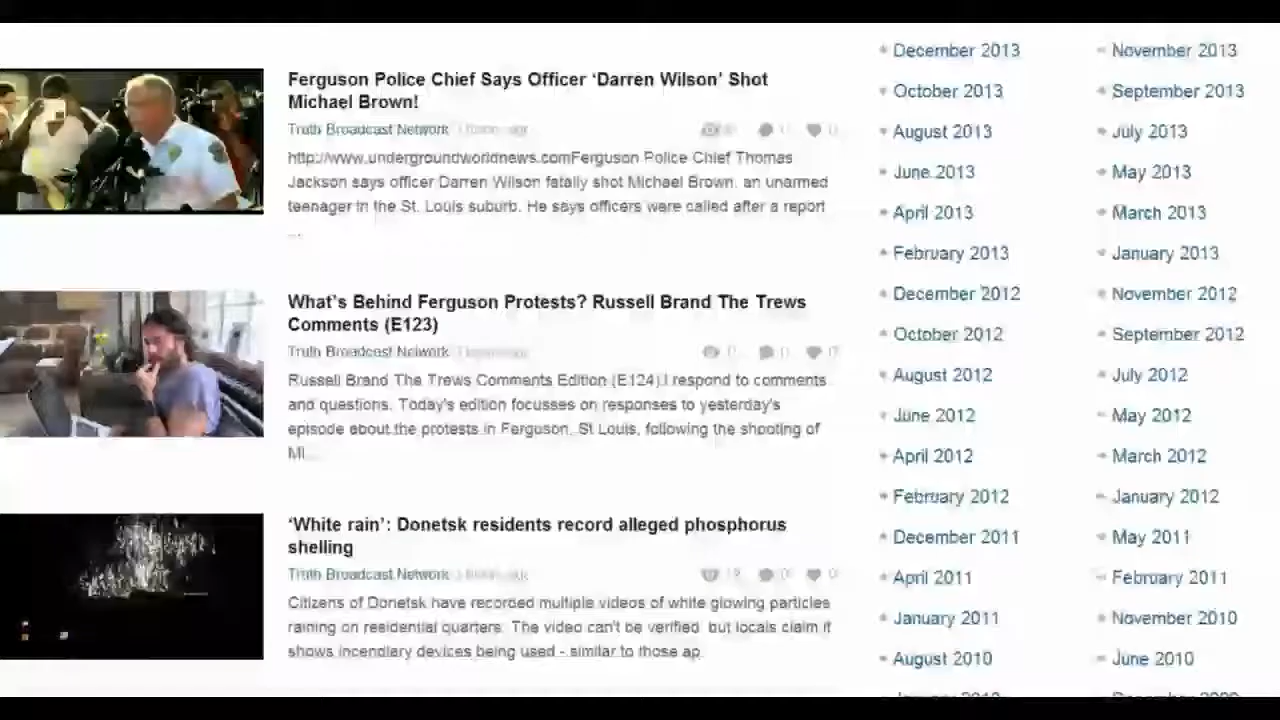 Ferguson Police Chief Says Officer ‘Darren Wilson’ Shot
Michael Brown!
Truth Broadcast Network
http://www.undergroundworldnews.comFerguson Police Chief Thomas
Jackson says officer Darren Wilson fatally shot Michael Brown, an unarmed
teenager in the St. Louis suburb. He says officers were called after a report
...
What’s Behind Ferguson Protests? Russell Brand The Trews
Comments (E123)
Truth Broadcast Network
Russell Brand The Trews Comments Edition (E124).I respond to comments
and questions. Today's edition focusses on responses to yesterday's
episode about the protests in Ferguson, St Louis, following the shooting of
Mi...
‘White rain’: Donetsk residents record alleged phosphorus
shelling
Truth Broadcast Network
Citizens of Donetsk have recorded multiple videos of white glowing particles
raining on residential quarters. The video can't be verified, but locals claim it
shows incendiary devices being used - similar to those ap
December 2013
November 2013
October 2013
September 2013
August 2013
July 2013
June 2013
May 2013
April 2013
March 2013
February 2013
January 2013
December 2012
November 2012
October 2012
September 2012
August 2012
July 2012
June 2012
May 2012
April 2012
March 2012
February 2012
January 2012
December 2011
May 2011
April 2011
February 2011
January 2011
November 2010
August 2010
June 2010